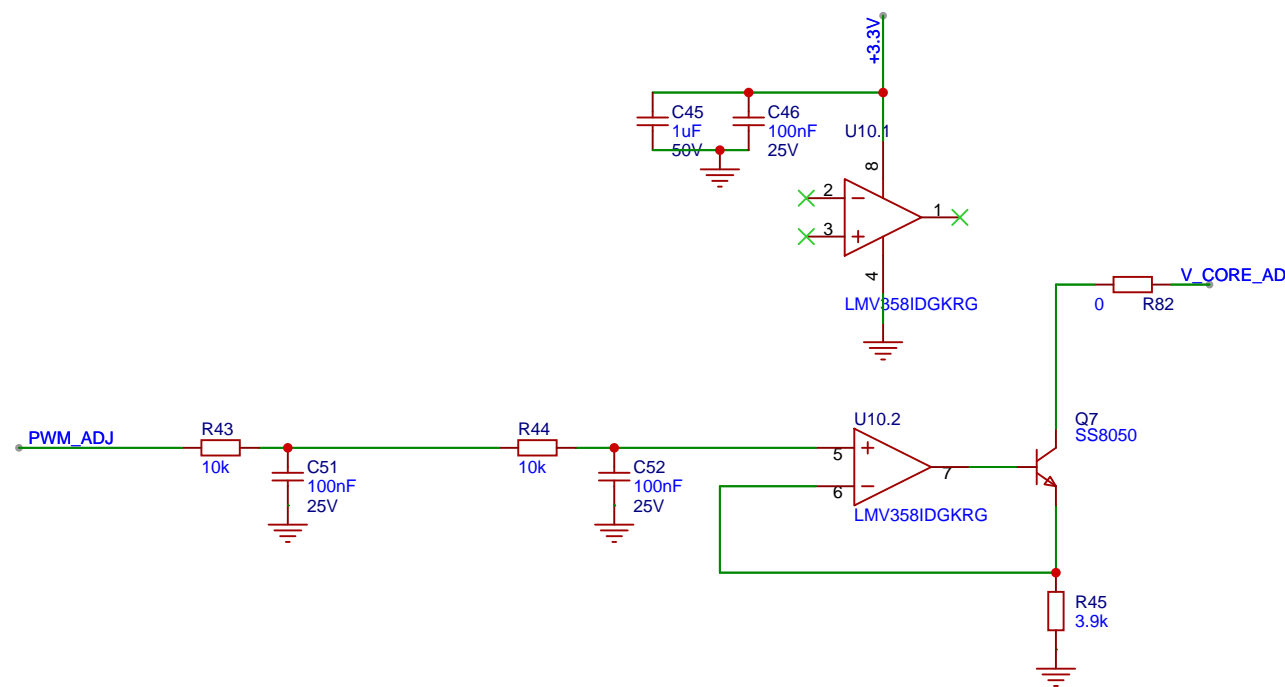 +3.3V
C45
1uF
50V
C46
100nF
25V
U10.1
8
2
3
1
4
LMV358IDGKRG
V_CORE_AD
0
R82
PWM_ADJ
R43
10k
C51
100nF
25V
R44
10k
C52
100nF
25V
U10.2
5
6
7
LMV358IDGKRG
Q7
SS8050
R45
3.9k